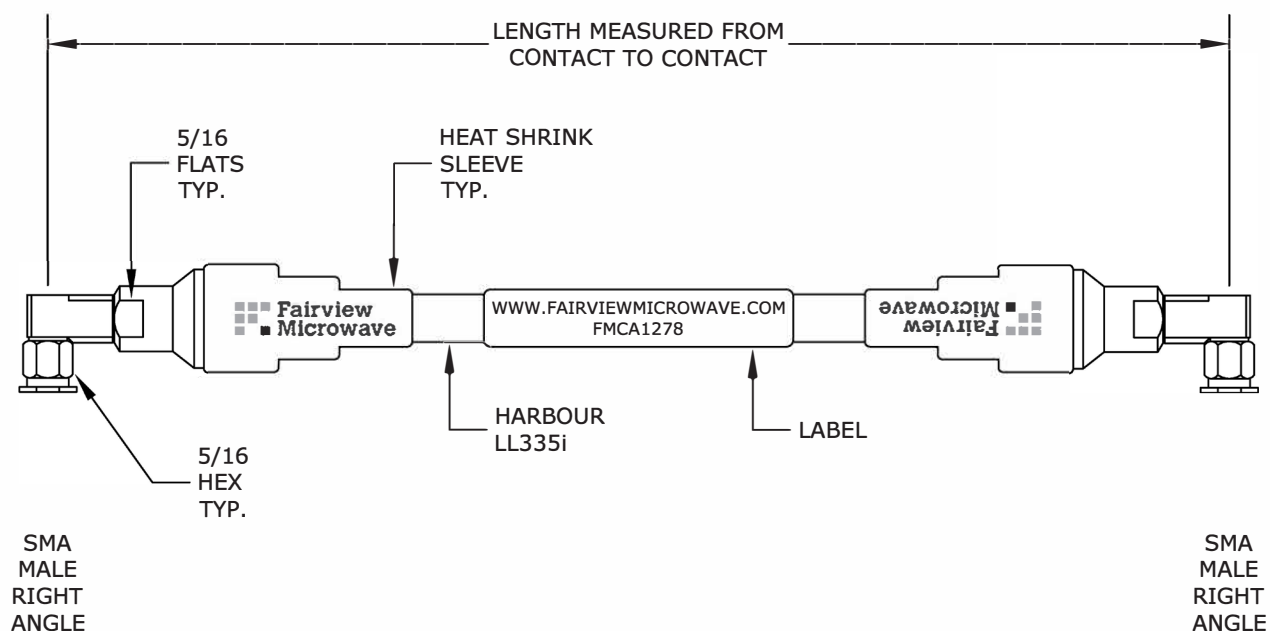 LENGTH MEASURED FROM
CONTACT TO CONTACT
5/16
FLATS
TYP.
HEAT SHRINK
SLEEVE
TYP.
Fairview
Microwave
WWW.FAIRVIEWMICROWAVE.COM
FMCA1278
Fairview
Microwave
HARBOUR
LL335i
LABEL
5/16
HEX
TYP.
SMA
MALE
RIGHT
ANGLE
SMA
MALE
RIGHT
ANGLE